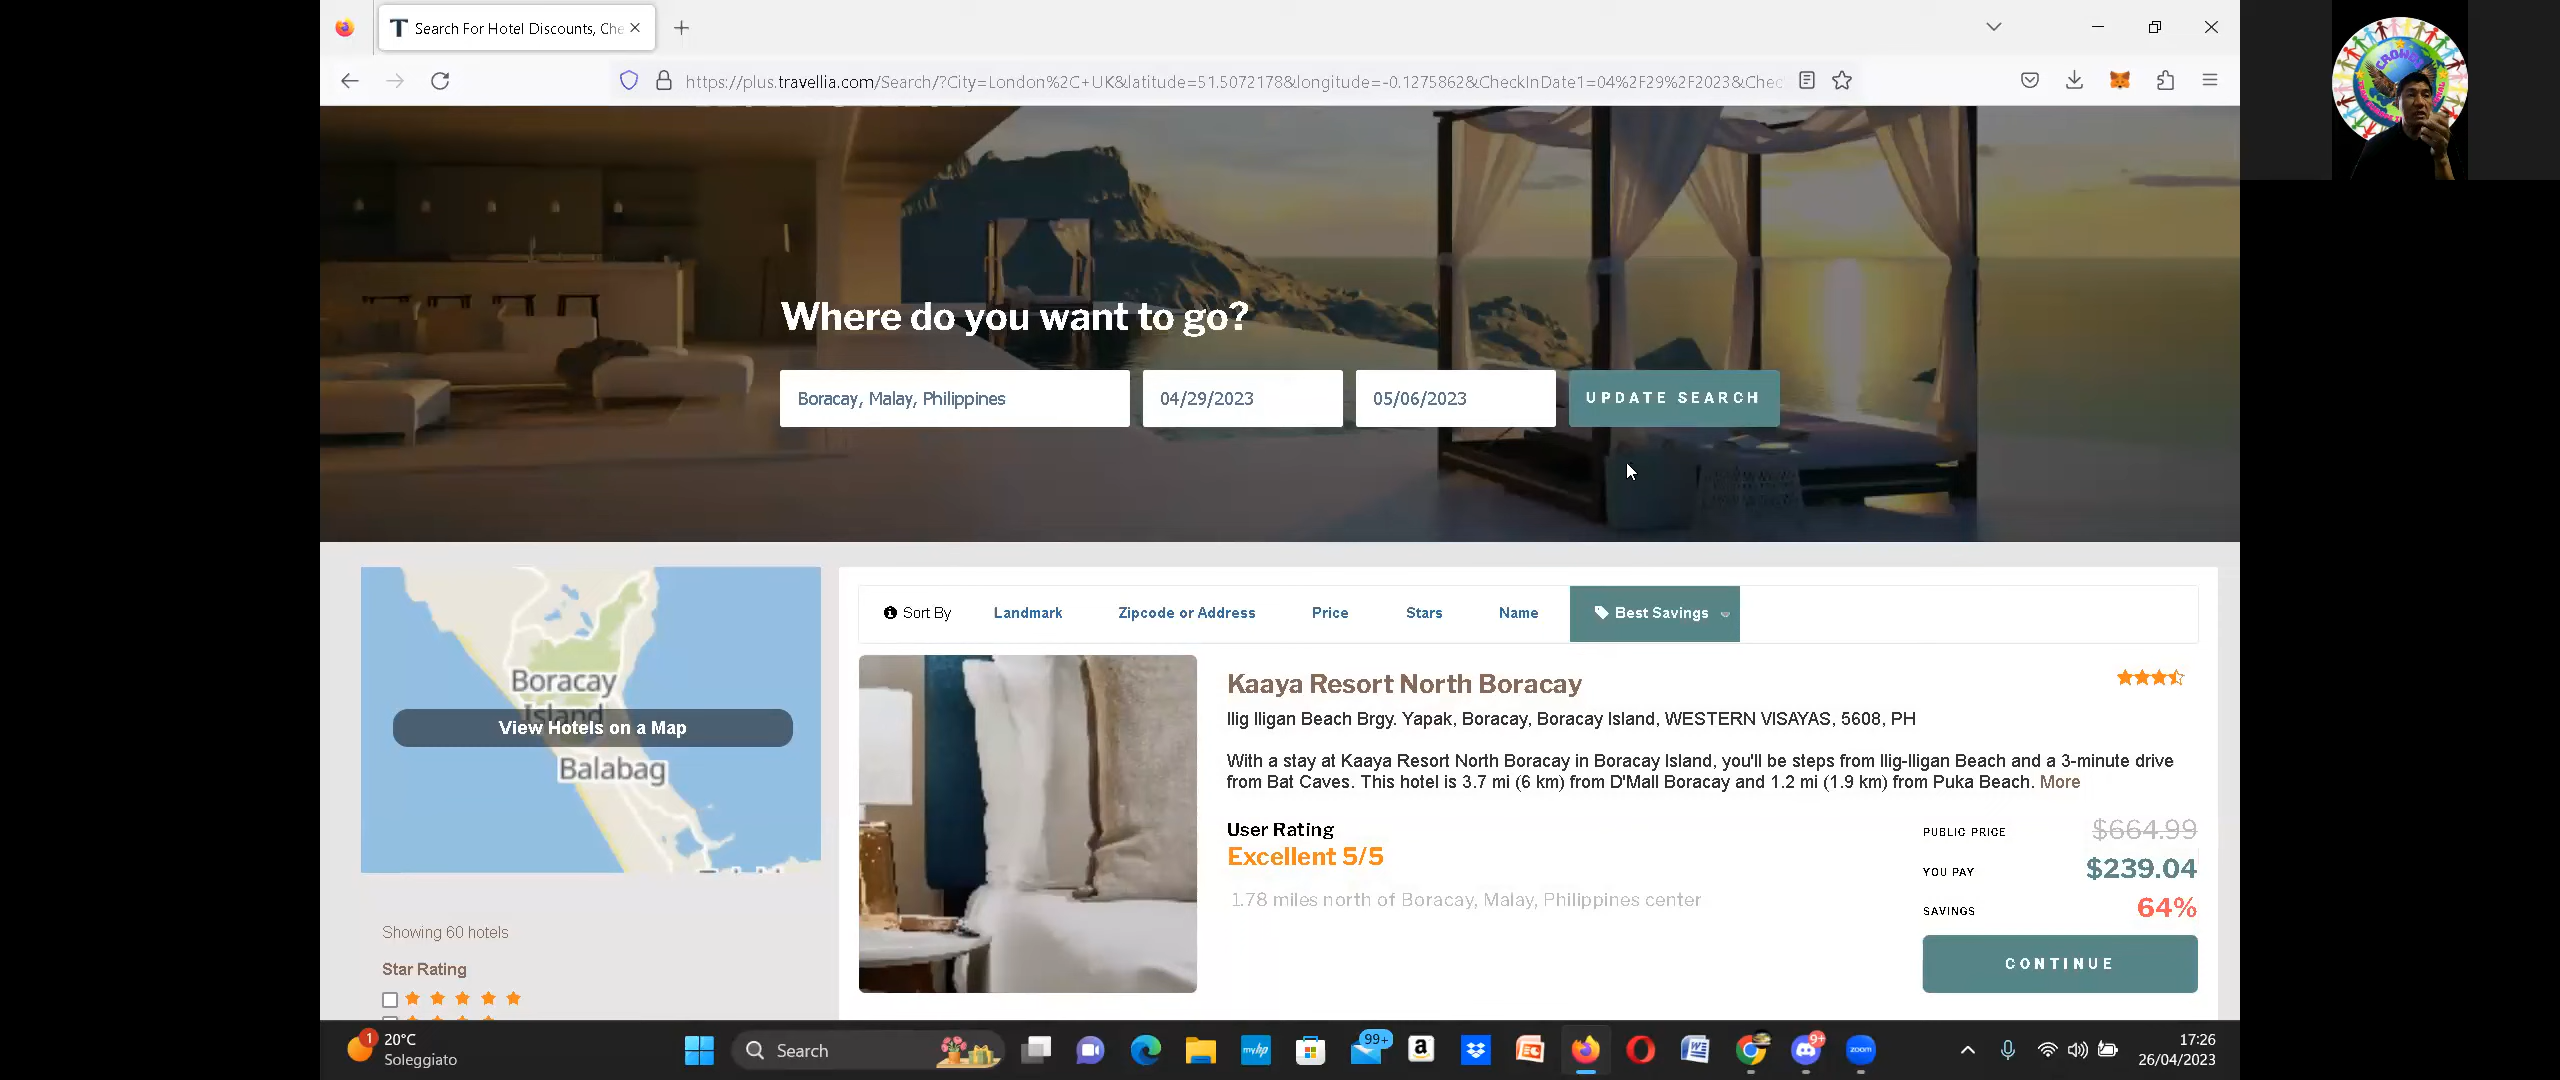 Search For Hotel Discounts, Che
https://plus.travellia.com/Search/?City=London%2C+UK&latitude=51.5072178&longitude=-0.1275862&CheckInDate1=04%2F29%2F2023&Chec
Where do you want to go?
Boracay, Malay, Philippines
04/29/2023
05/06/2023
UPDATE SEARCH
Boracay
Island
View Hotels on a Map
Balabag
Showing 60 hotels
Star Rating
Sort By
Landmark
Zipcode or Address
Price
Stars
Name
Best Savings
Kaaya Resort North Boracay
Ilig Iligan Beach Brgy. Yapak, Boracay, Boracay Island, WESTERN VISAYAS, 5608, PH
With a stay at Kaaya Resort North Boracay in Boracay Island, you'll be steps from Ilig-Iligan Beach and a 3-minute drive
from Bat Caves. This hotel is 3.7 mi (6 km) from D'Mall Boracay and 1.2 mi (1.9 km) from Puka Beach. More
User Rating
Excellent 5/5
1.78 miles north of Boracay, Malay, Philippines center
PUBLIC PRICE $664.99
YOU PAY $239.04
SAVINGS 64%
CONTINUE
1
20°C
Soleggiato
Search
myhp
99+
9+
zoom
17:26
26/04/2023